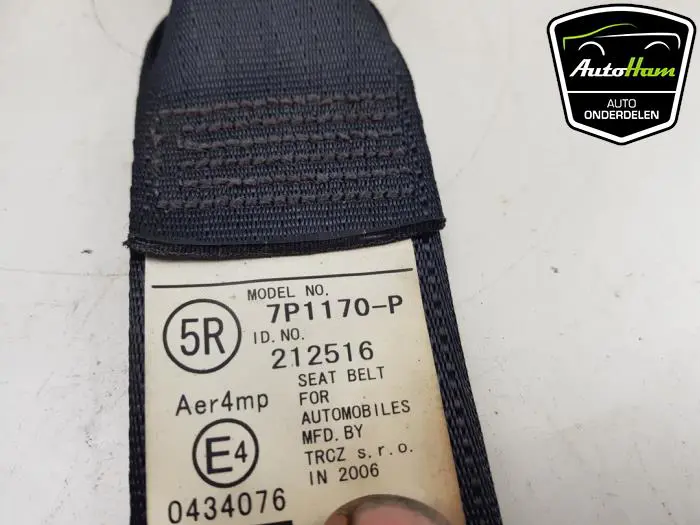 AutoHam
AUTO
ONDERDELEN
MODEL NO.
5R
7P1170-P
ID.NO.
212516
SEAT BELT
Aer4mp
FOR
AUTOMOBILES
E4
MFD. BY
TRCZ s.r.o.
IN 2006
0434076